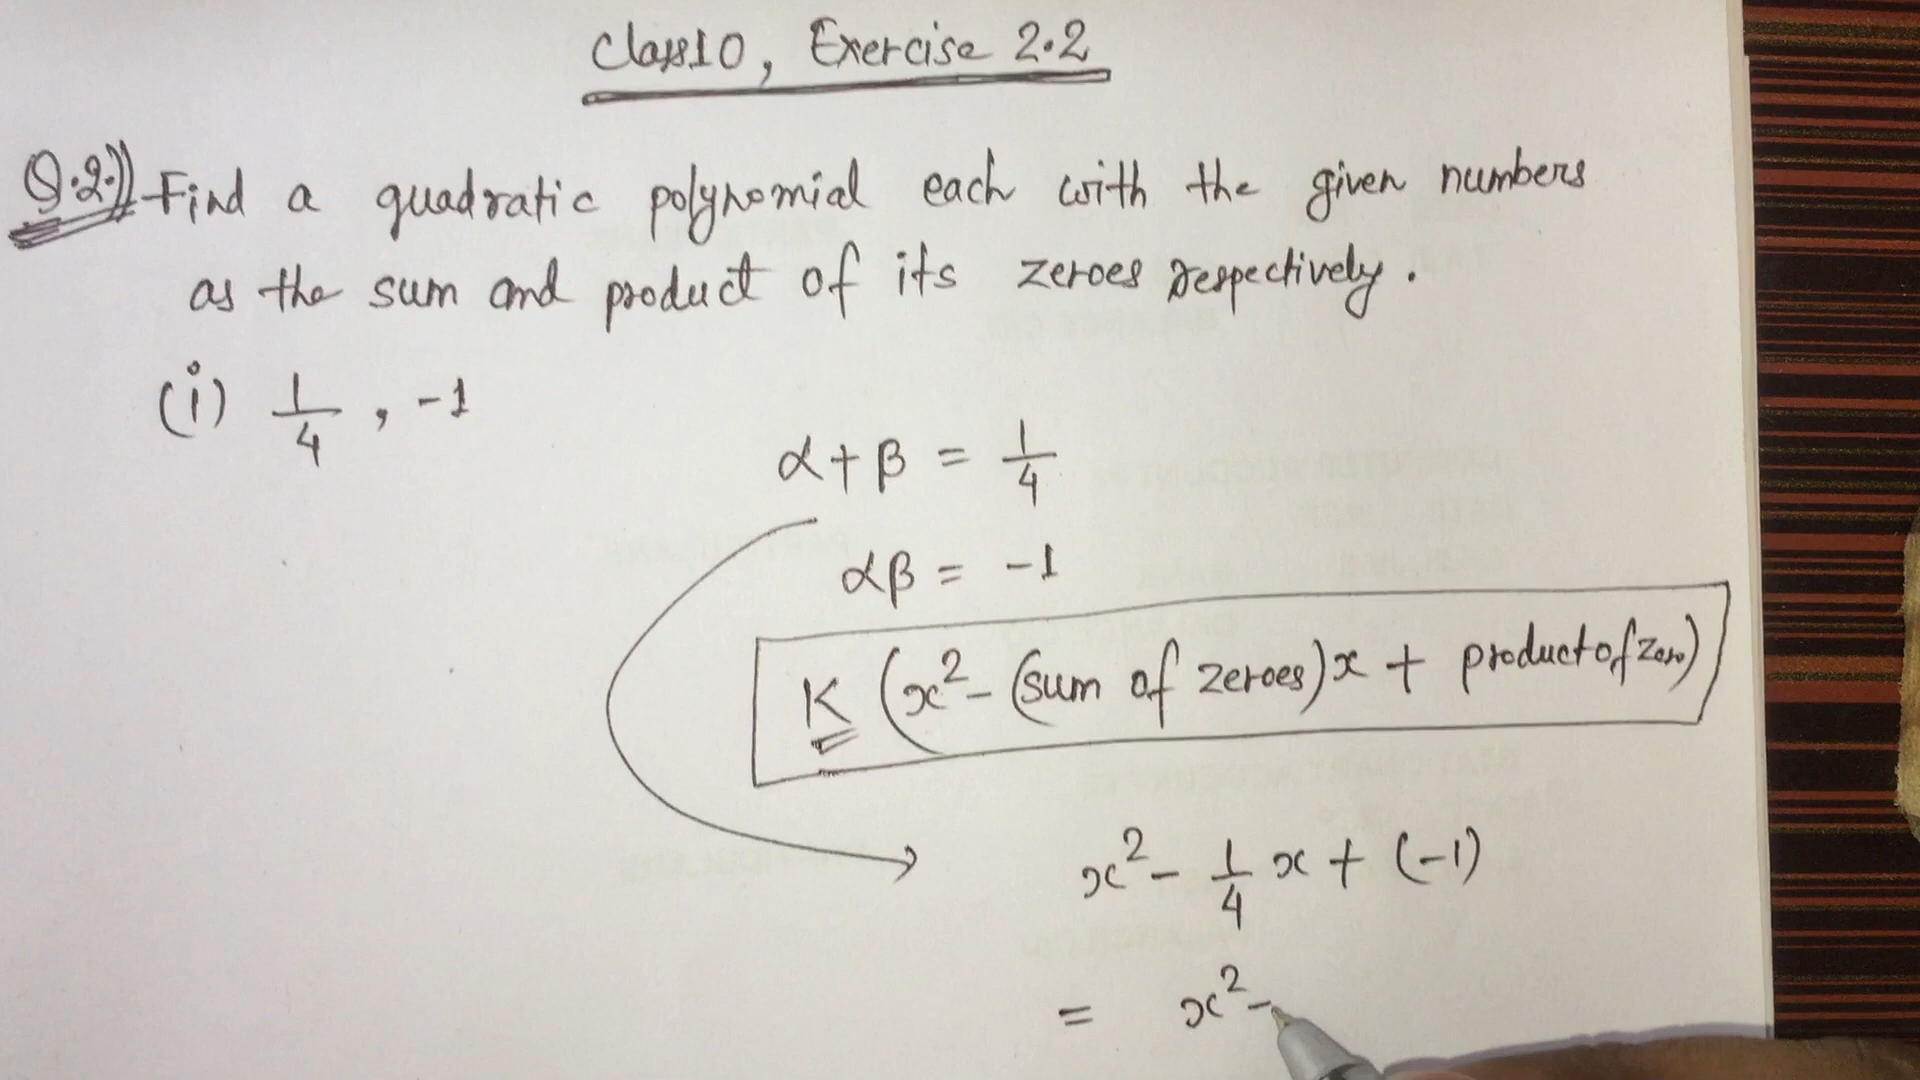 Class10, Exercise 2.2
Q.2.)) Find a quadratic polynomial each with the given numbers
as the sum and product of its zeroes respectively.
(i) 1/4, -1
α+β = 1/4
αβ = -1
K (x² - (sum of zeroes)x + product of zero)
x² - 1/4 x + (-1)
= x² -